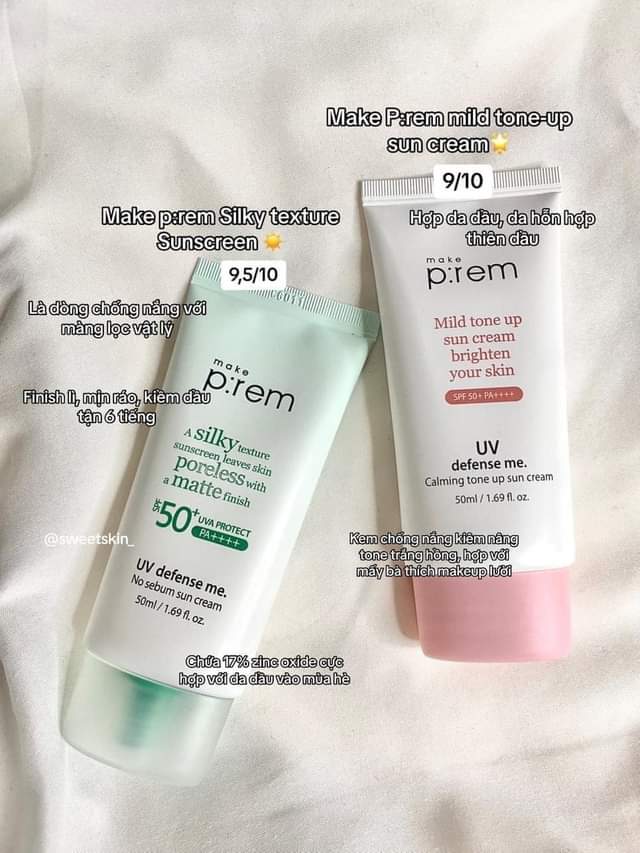 Make P:rem mild tone-up
sun cream🌟
9/10
Hợp da dầu, da hỗn hợp
thiên dầu
make
p:rem
Mild tone up
sun cream
brighten
your skin
SPF 50+ PA++++
UV
defense me.
Calming tone up sun cream
50ml / 1.69 fl. oz.
Kem chống nắng kiêm nâng
tone trắng hồng, hợp với
mấy bà thích makeup lười
Make p:rem Silky texture
Sunscreen ☀️
9,5/10
Là dòng chống nắng với
màng lọc vật lý
Finish lì, mịn ráo, kiềm dầu
tận 6 tiếng
make
p:rem
A silky texture
sunscreen leaves skin
poreless with
a matte finish
SPF 50+ UVA PROTECT
PA++++
UV defense me.
No sebum sun cream
50ml / 1.69 fl. oz.
@sweetskin_
Chứa 17% zinc oxide cực
hợp với da dầu vào mùa hè